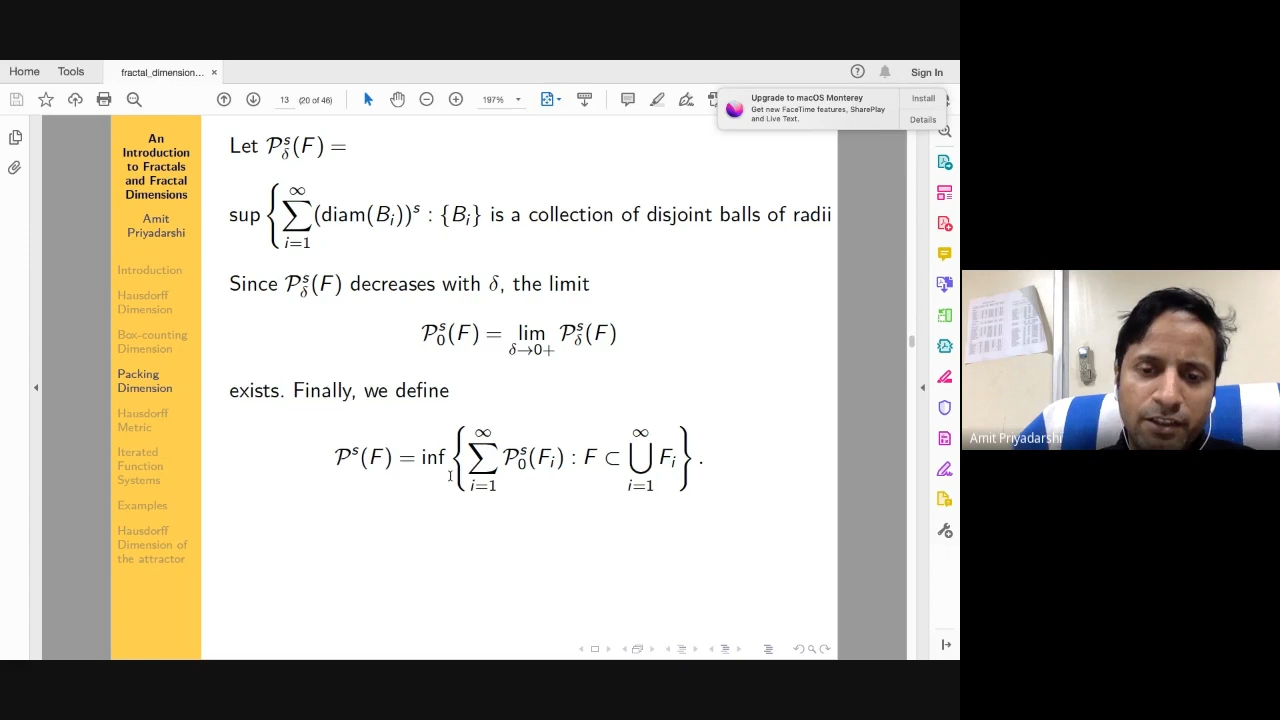 Home Tools fractal_dimension... × Sign In
13 (20 of 46) 197%
Upgrade to macOS Monterey
Get new FaceTime features, SharePlay
and Live Text.
Install
Details
An
Introduction
to Fractals
and Fractal
Dimensions
Amit
Priyadarshi
Introduction
Hausdorff
Dimension
Box-counting
Dimension
Packing
Dimension
Hausdorff
Metric
Iterated
Function
Systems
Examples
Hausdorff
Dimension of
the attractor
Let 𝒫^s_δ(F) =
sup { ∑_{i=1}^{∞} (diam(B_i))^s : {B_i} is a collection of disjoint balls of radii
Since 𝒫^s_δ(F) decreases with δ, the limit
𝒫^s_0(F) = lim_{δ→0+} 𝒫^s_δ(F)
exists. Finally, we define
𝒫^s(F) = inf { ∑_{i=1}^{∞} 𝒫^s_0(F_i) : F ⊂ ⋃_{i=1}^{∞} F_i } .
Amit Priyadarshi